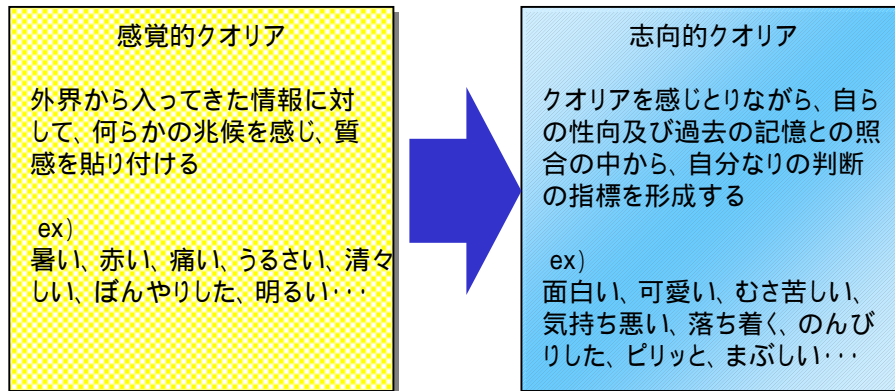 感覚的クオリア
外界から入ってきた情報に対
して、何らかの兆候を感じ、質
感を貼り付ける
ex)
暑い、赤い、痛い、うるさい、清々
しい、ぼんやりした、明るい･･･
志向的クオリア
クオリアを感じとりながら、自ら
の性向及び過去の記憶との照
合の中から、自分なりの判断
の指標を形成する
ex)
面白い、可愛い、むさ苦しい、
気持ち悪い、落ち着く、のんび
りした、ピリッと、まぶしい･･･